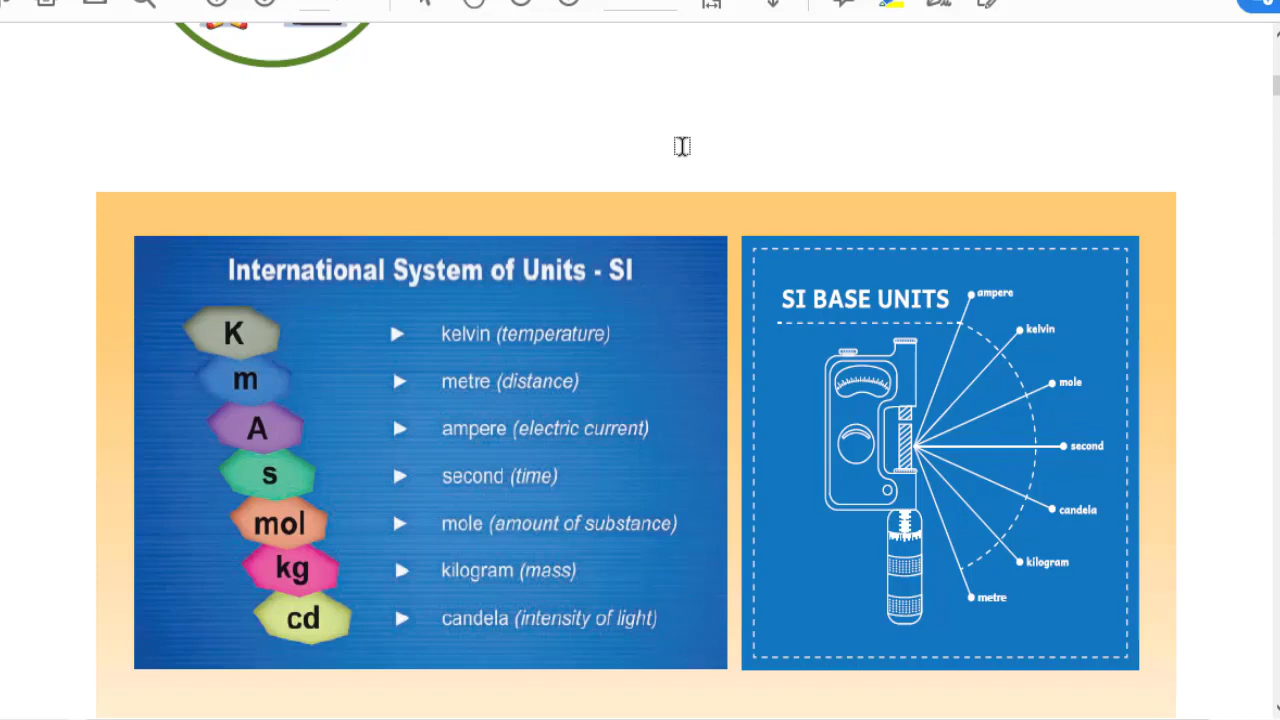 International System of Units - SI
K kelvin (temperature)
m metre (distance)
A ampere (electric current)
s second (time)
mol mole (amount of substance)
kg kilogram (mass)
cd candela (intensity of light)
SI BASE UNITS
ampere
kelvin
mole
second
candela
kilogram
metre